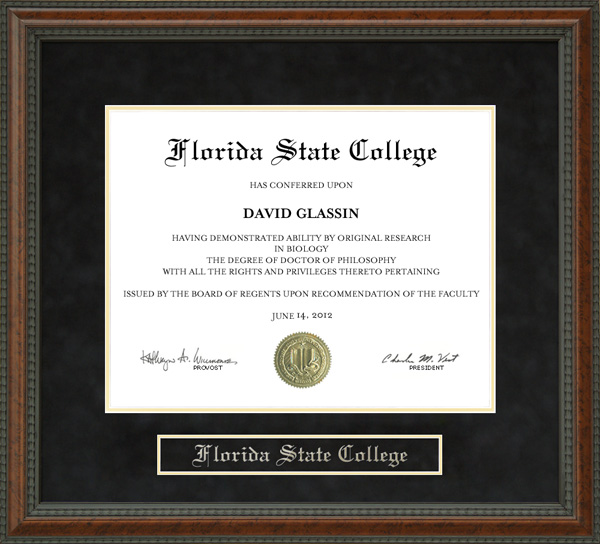 Florida State College
HAS CONFERRED UPON
DAVID GLASSIN
HAVING DEMONSTRATED ABILITY BY ORIGINAL RESEARCH
IN BIOLOGY
THE DEGREE OF DOCTOR OF PHILOSOPHY
WITH ALL THE RIGHTS AND PRIVILEGES THERETO PERTAINING
ISSUED BY THE BOARD OF REGENTS UPON RECOMMENDATION OF THE FACULTY
JUNE 14, 2012
Charles M. Vest
PROVOST PRESIDENT
Florida State College